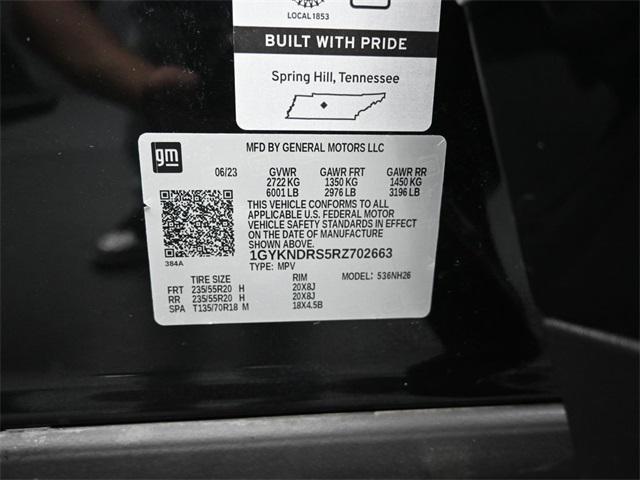 LOCAL 1853
BUILT WITH PRIDE
Spring Hill, Tennessee
gm
MFD BY GENERAL MOTORS LLC
06/23 GVWR GAWR FRT GAWR RR
2722 KG 1350 KG 1450 KG
6001 LB 2976 LB 3196 LB
THIS VEHICLE CONFORMS TO ALL
APPLICABLE U.S. FEDERAL MOTOR
VEHICLE SAFETY STANDARDS IN EFFECT
ON THE DATE OF MANUFACTURE
SHOWN ABOVE.
1GYKNDRS5RZ702663
384A
TYPE: MPV MODEL: 536NH26
TIRE SIZE RIM
FRT 235/55R20 H 20X8J
RR 235/55R20 H 20X8J
SPA T135/70R18 M 18X4.5B